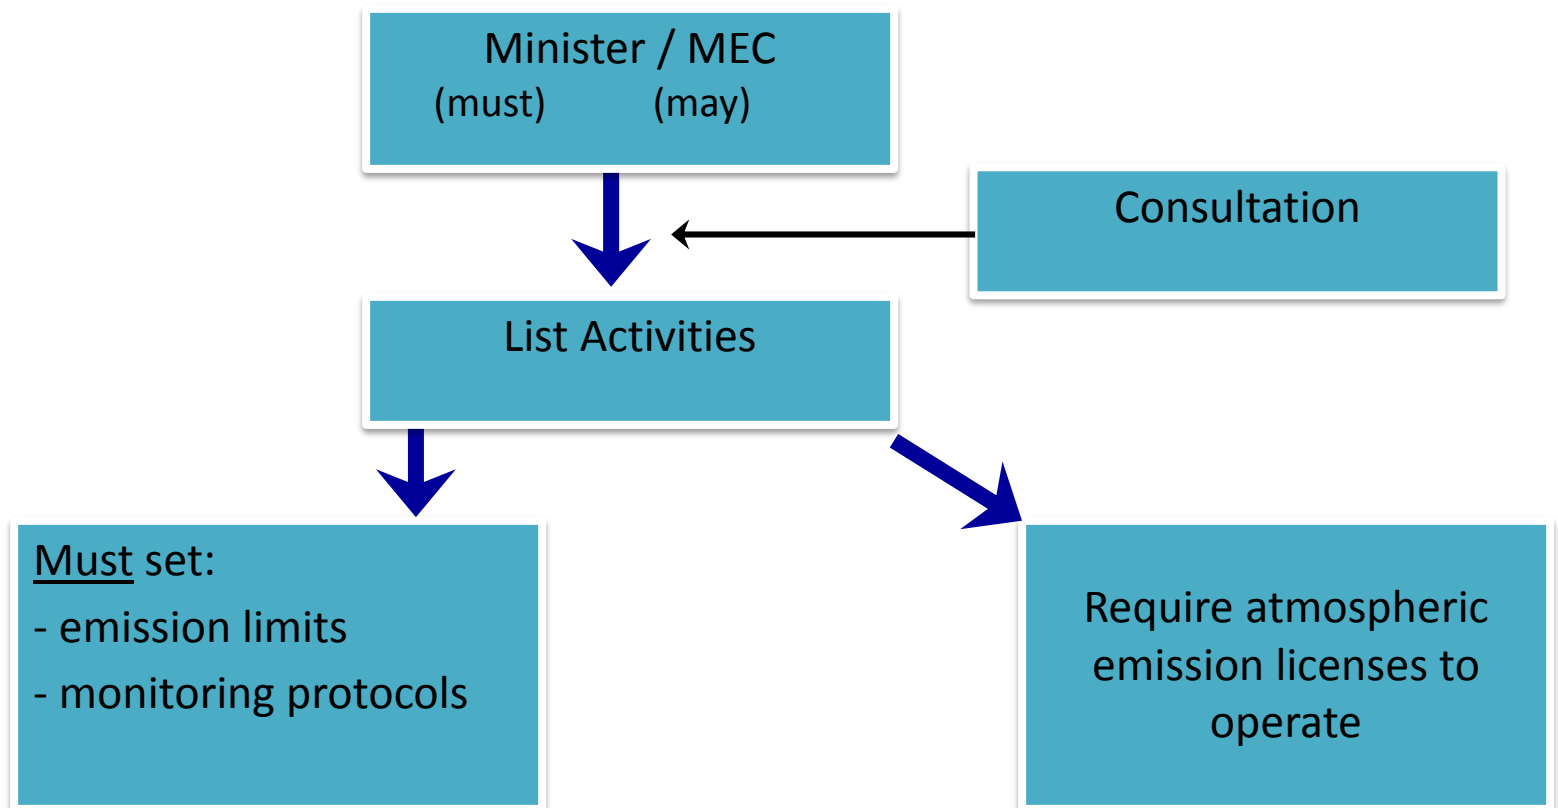 Minister / MEC
(must) (may)
Consultation
List Activities
Must set:
- emission limits
- monitoring protocols
Require atmospheric
emission licenses to
operate